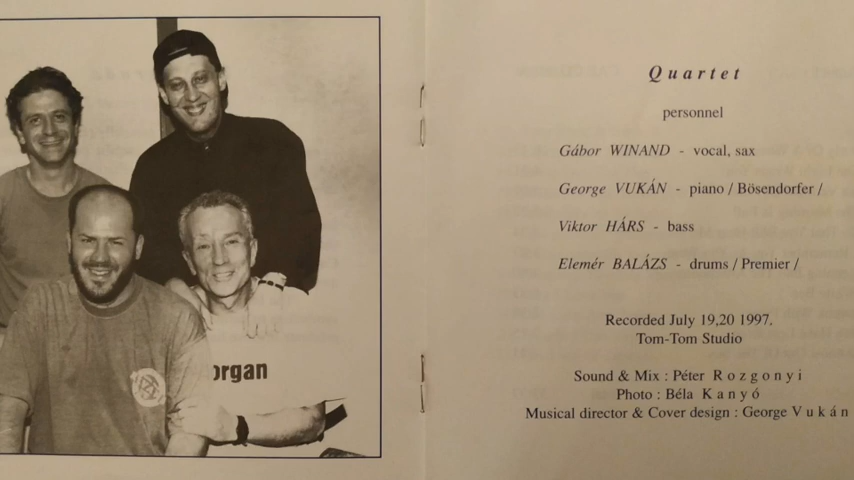 organ
Quartet
personnel
Gábor WINAND - vocal, sax
George VUKÁN - piano / Bösendorfer /
Viktor HÁRS - bass
Elemér BALÁZS - drums / Premier /
Recorded July 19,20 1997.
Tom-Tom Studio
Sound & Mix : Péter Rozgonyi
Photo : Béla Kanyó
Musical director & Cover design : George Vukán